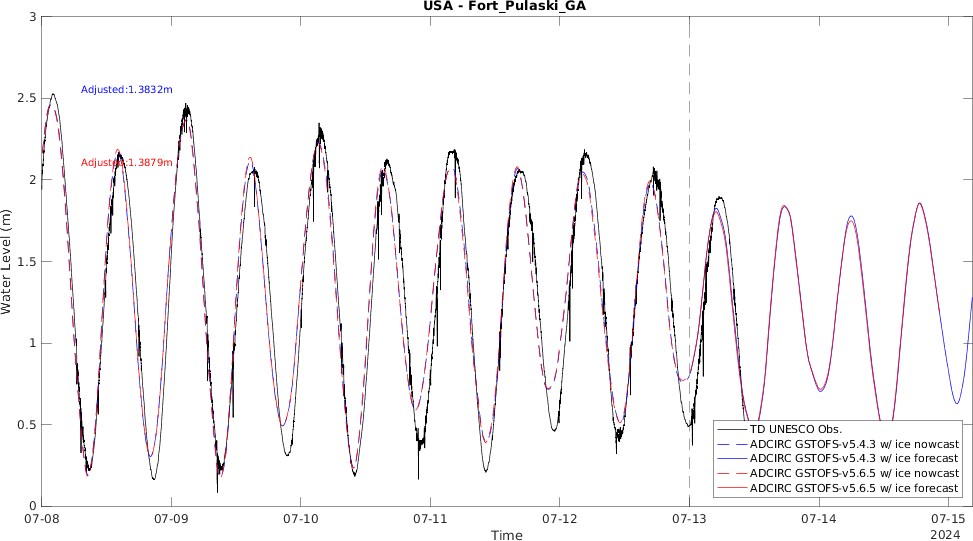 USA - Fort_Pulaski_GA
3
2.5
2
1.5
1
0.5
0
Water Level (m)
Adjusted:1.3832m
Adjusted:1.3879m
TD UNESCO Obs.
ADCIRC GSTOFS-v5.4.3 w/ ice nowcast
ADCIRC GSTOFS-v5.4.3 w/ ice forecast
ADCIRC GSTOFS-v5.6.5 w/ ice nowcast
ADCIRC GSTOFS-v5.6.5 w/ ice forecast
07-08 07-09 07-10 07-11 07-12 07-13 07-14 07-15
Time
2024